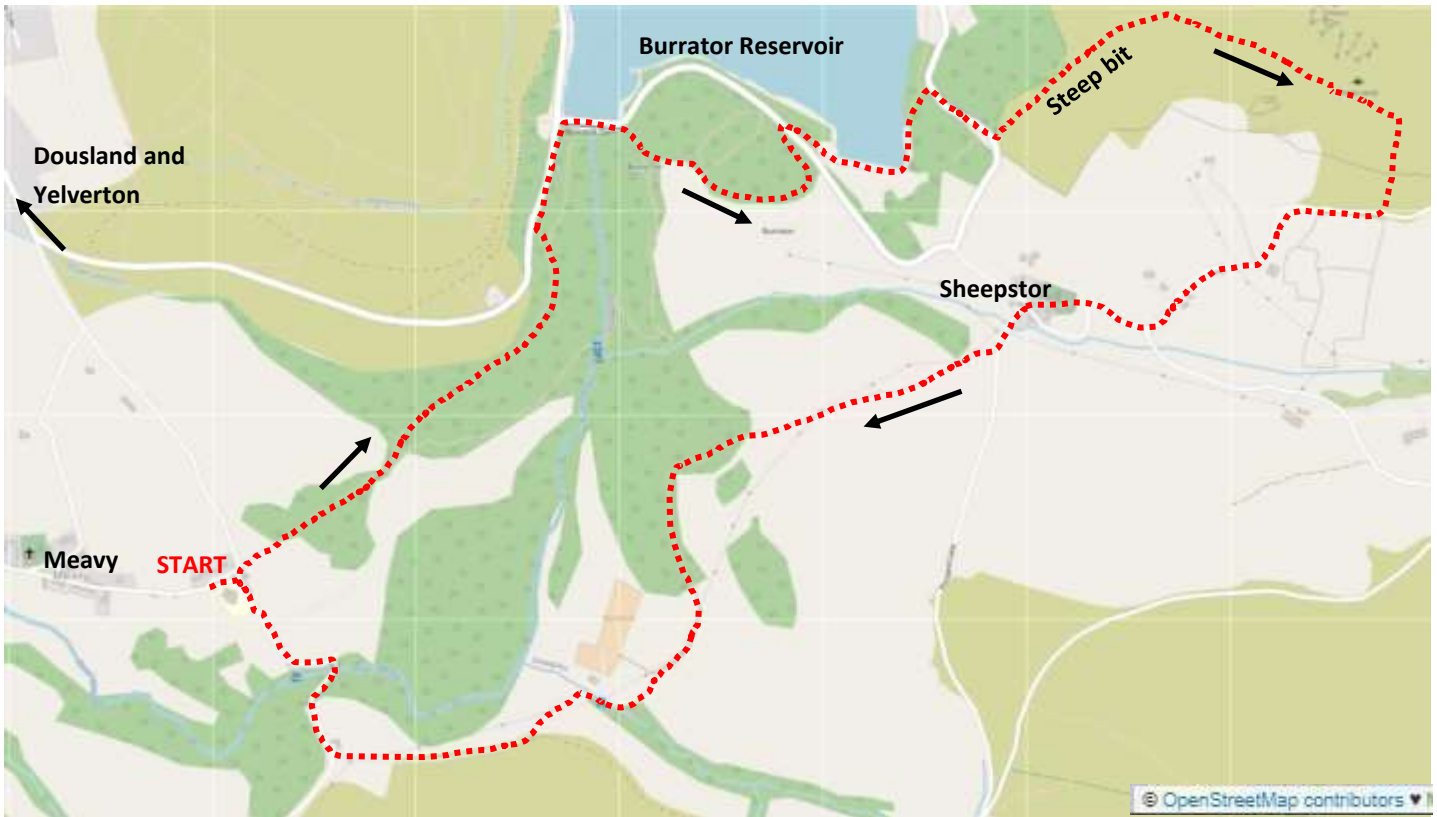 Burrator Reservoir
Steep bit
Dousland and
Yelverton
Sheepstor
Meavy
START
© OpenStreetMap contributors ♥